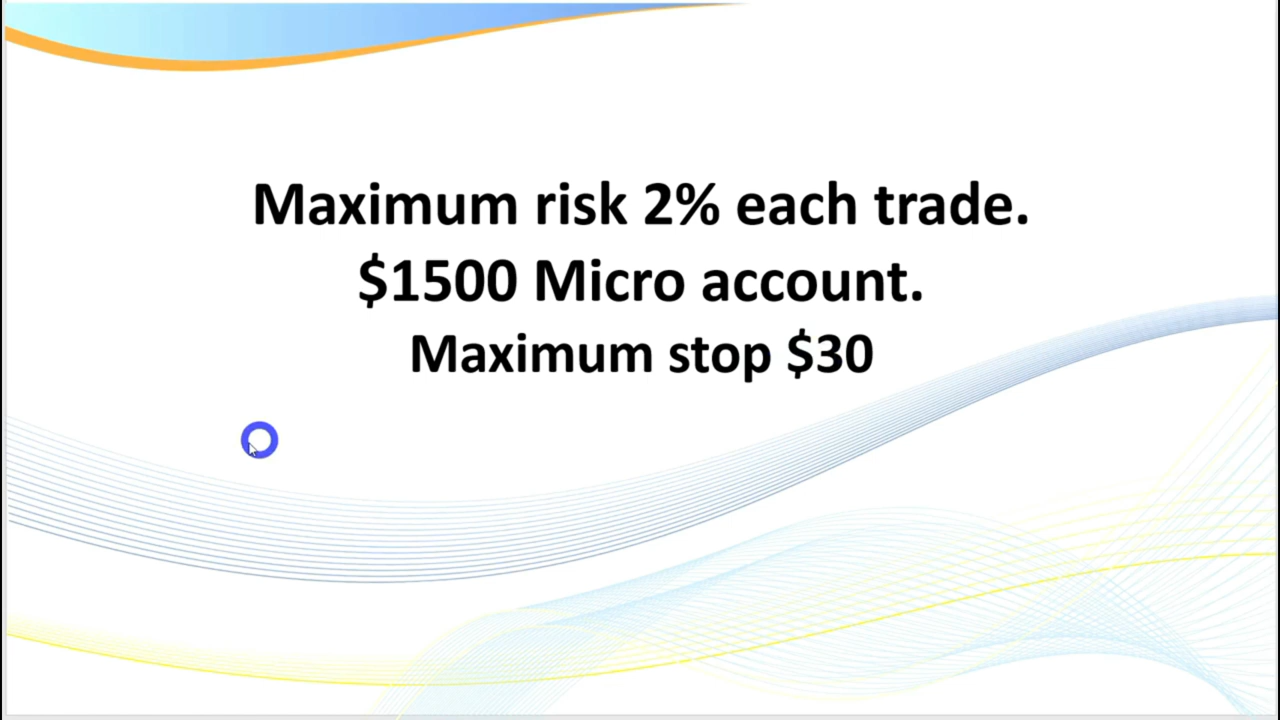 Maximum risk 2% each trade.
$1500 Micro account.
Maximum stop $30